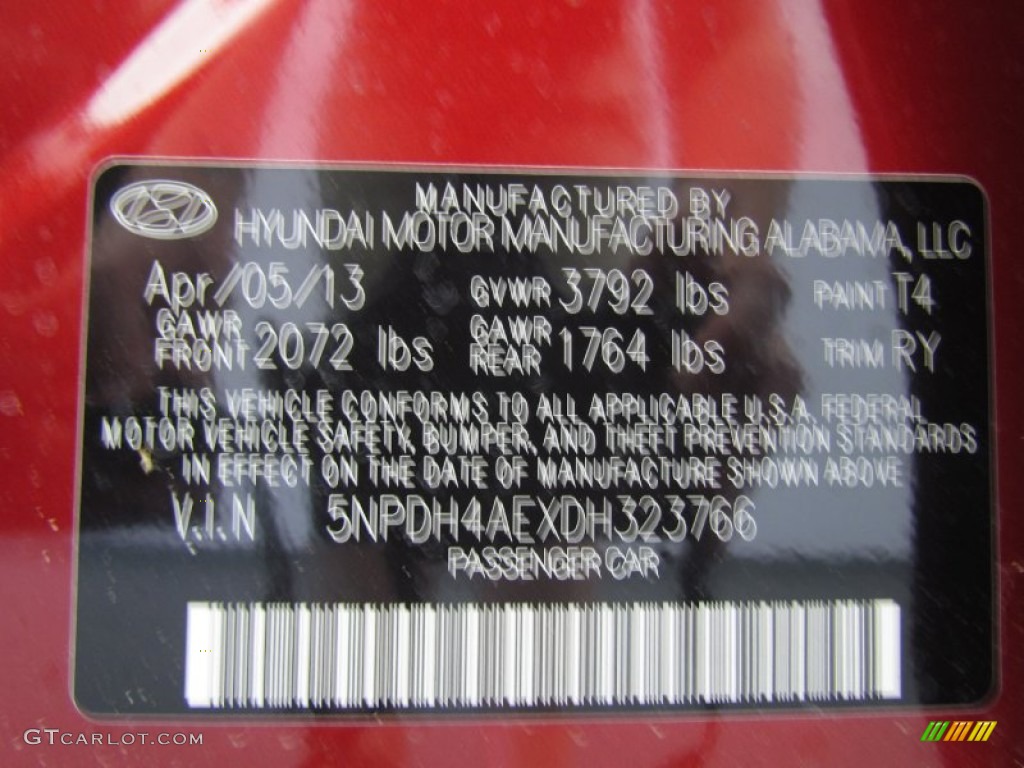 MANUFACTURED BY
HYUNDAI MOTOR MANUFACTURING ALABAMA, LLC
Apr/05/13 GVWR 3792 lbs PAINT T4
GAWR FRONT 2072 lbs GAWR REAR 1764 lbs TRIM RY
THIS VEHICLE CONFORMS TO ALL APPLICABLE U.S.A. FEDERAL
MOTOR VEHICLE SAFETY, BUMPER, AND THEFT PREVENTION STANDARDS
IN EFFECT ON THE DATE OF MANUFACTURE SHOWN ABOVE
V.I.N 5NPDH4AEXDH323766
PASSENGER CAR
GTCARLOT.COM